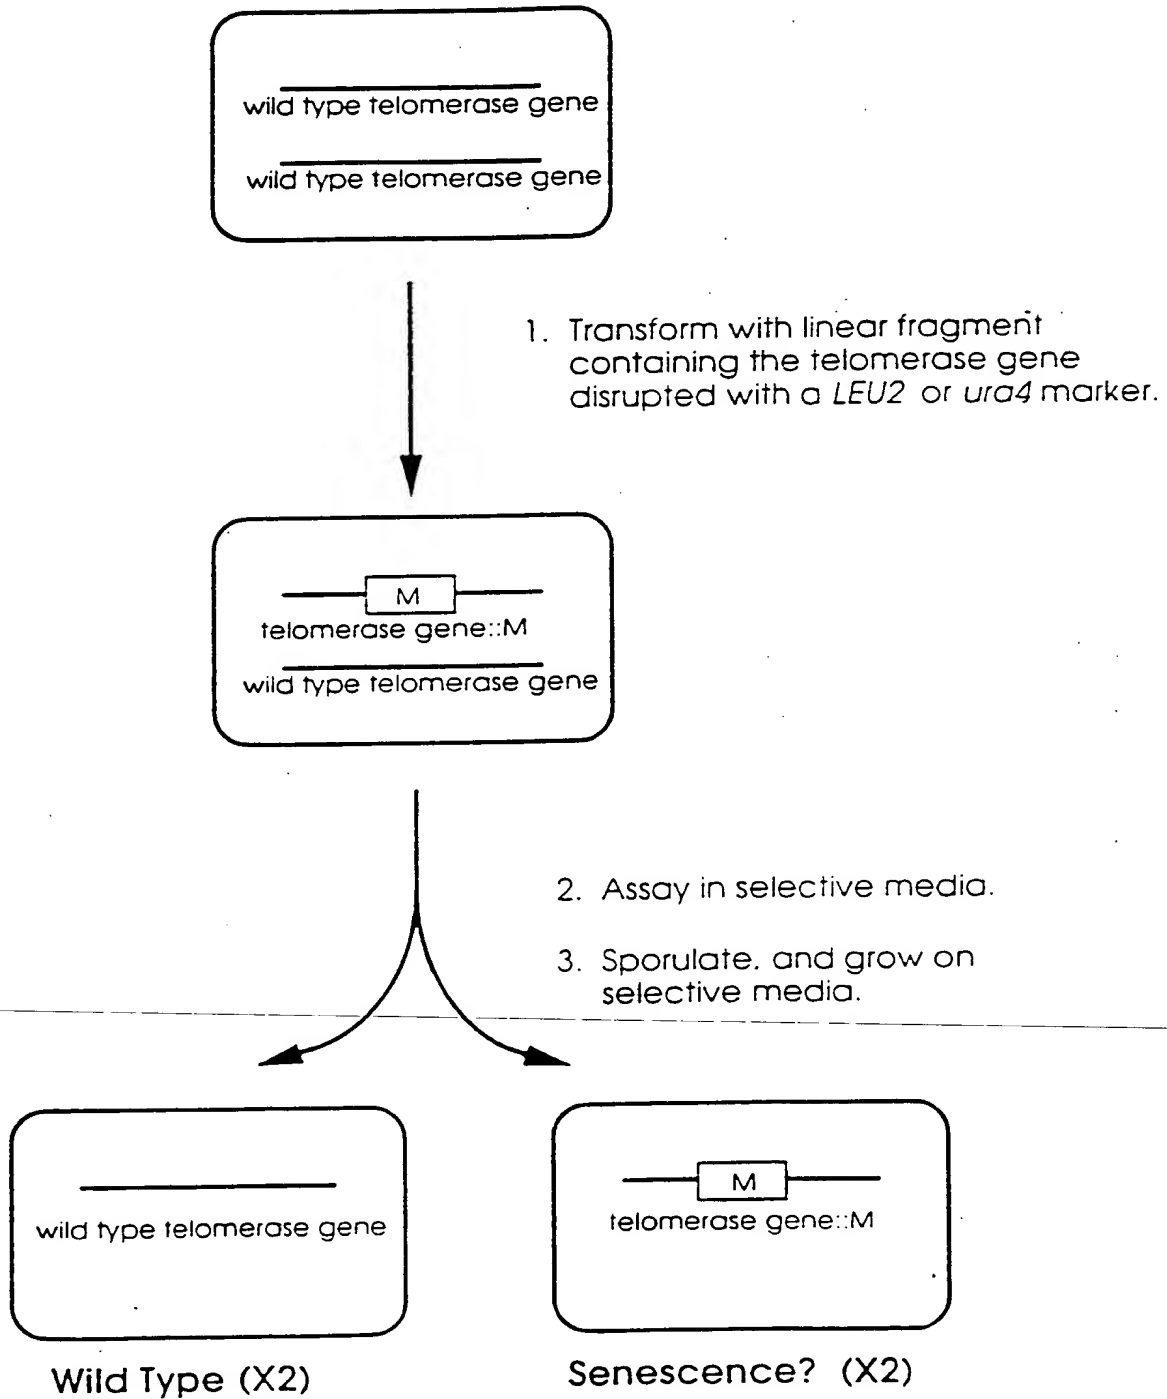 wild type telomerase gene
wild type telomerase gene
1. Transform with linear fragment
containing the telomerase gene
disrupted with a LEU2 or ura4 marker.
M
telomerase gene::M
wild type telomerase gene
2. Assay in selective media.
3. Sporulate, and grow on
selective media.
wild type telomerase gene
M
telomerase gene::M
Wild Type (X2)
Senescence? (X2)